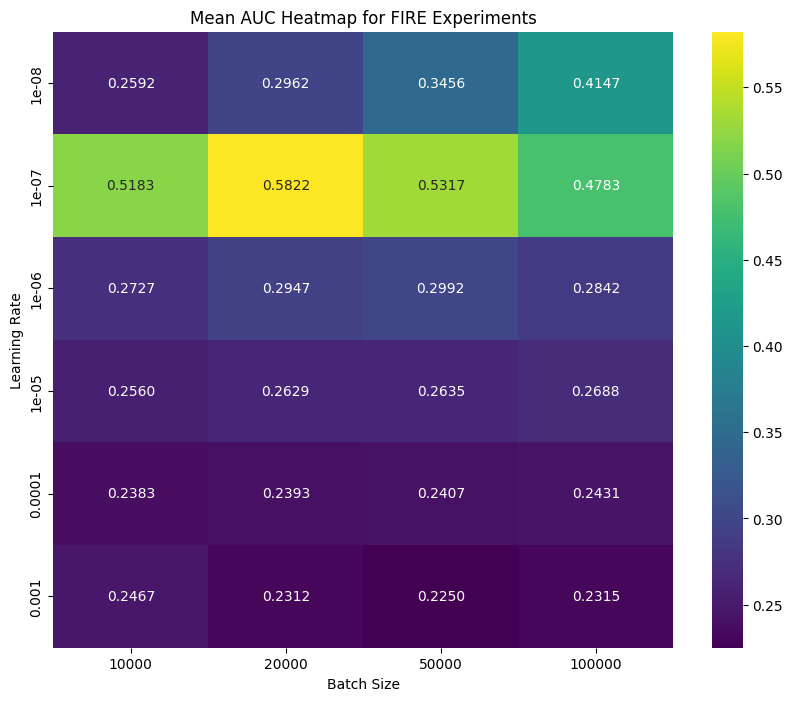 Mean AUC Heatmap for FIRE Experiments
Learning Rate
1e-08 0.2592 0.2962 0.3456 0.4147
1e-07 0.5183 0.5822 0.5317 0.4783
1e-06 0.2727 0.2947 0.2992 0.2842
1e-05 0.2560 0.2629 0.2635 0.2688
0.0001 0.2383 0.2393 0.2407 0.2431
0.001 0.2467 0.2312 0.2250 0.2315
10000 20000 50000 100000
Batch Size
0.55
0.50
0.45
0.40
0.35
0.30
0.25